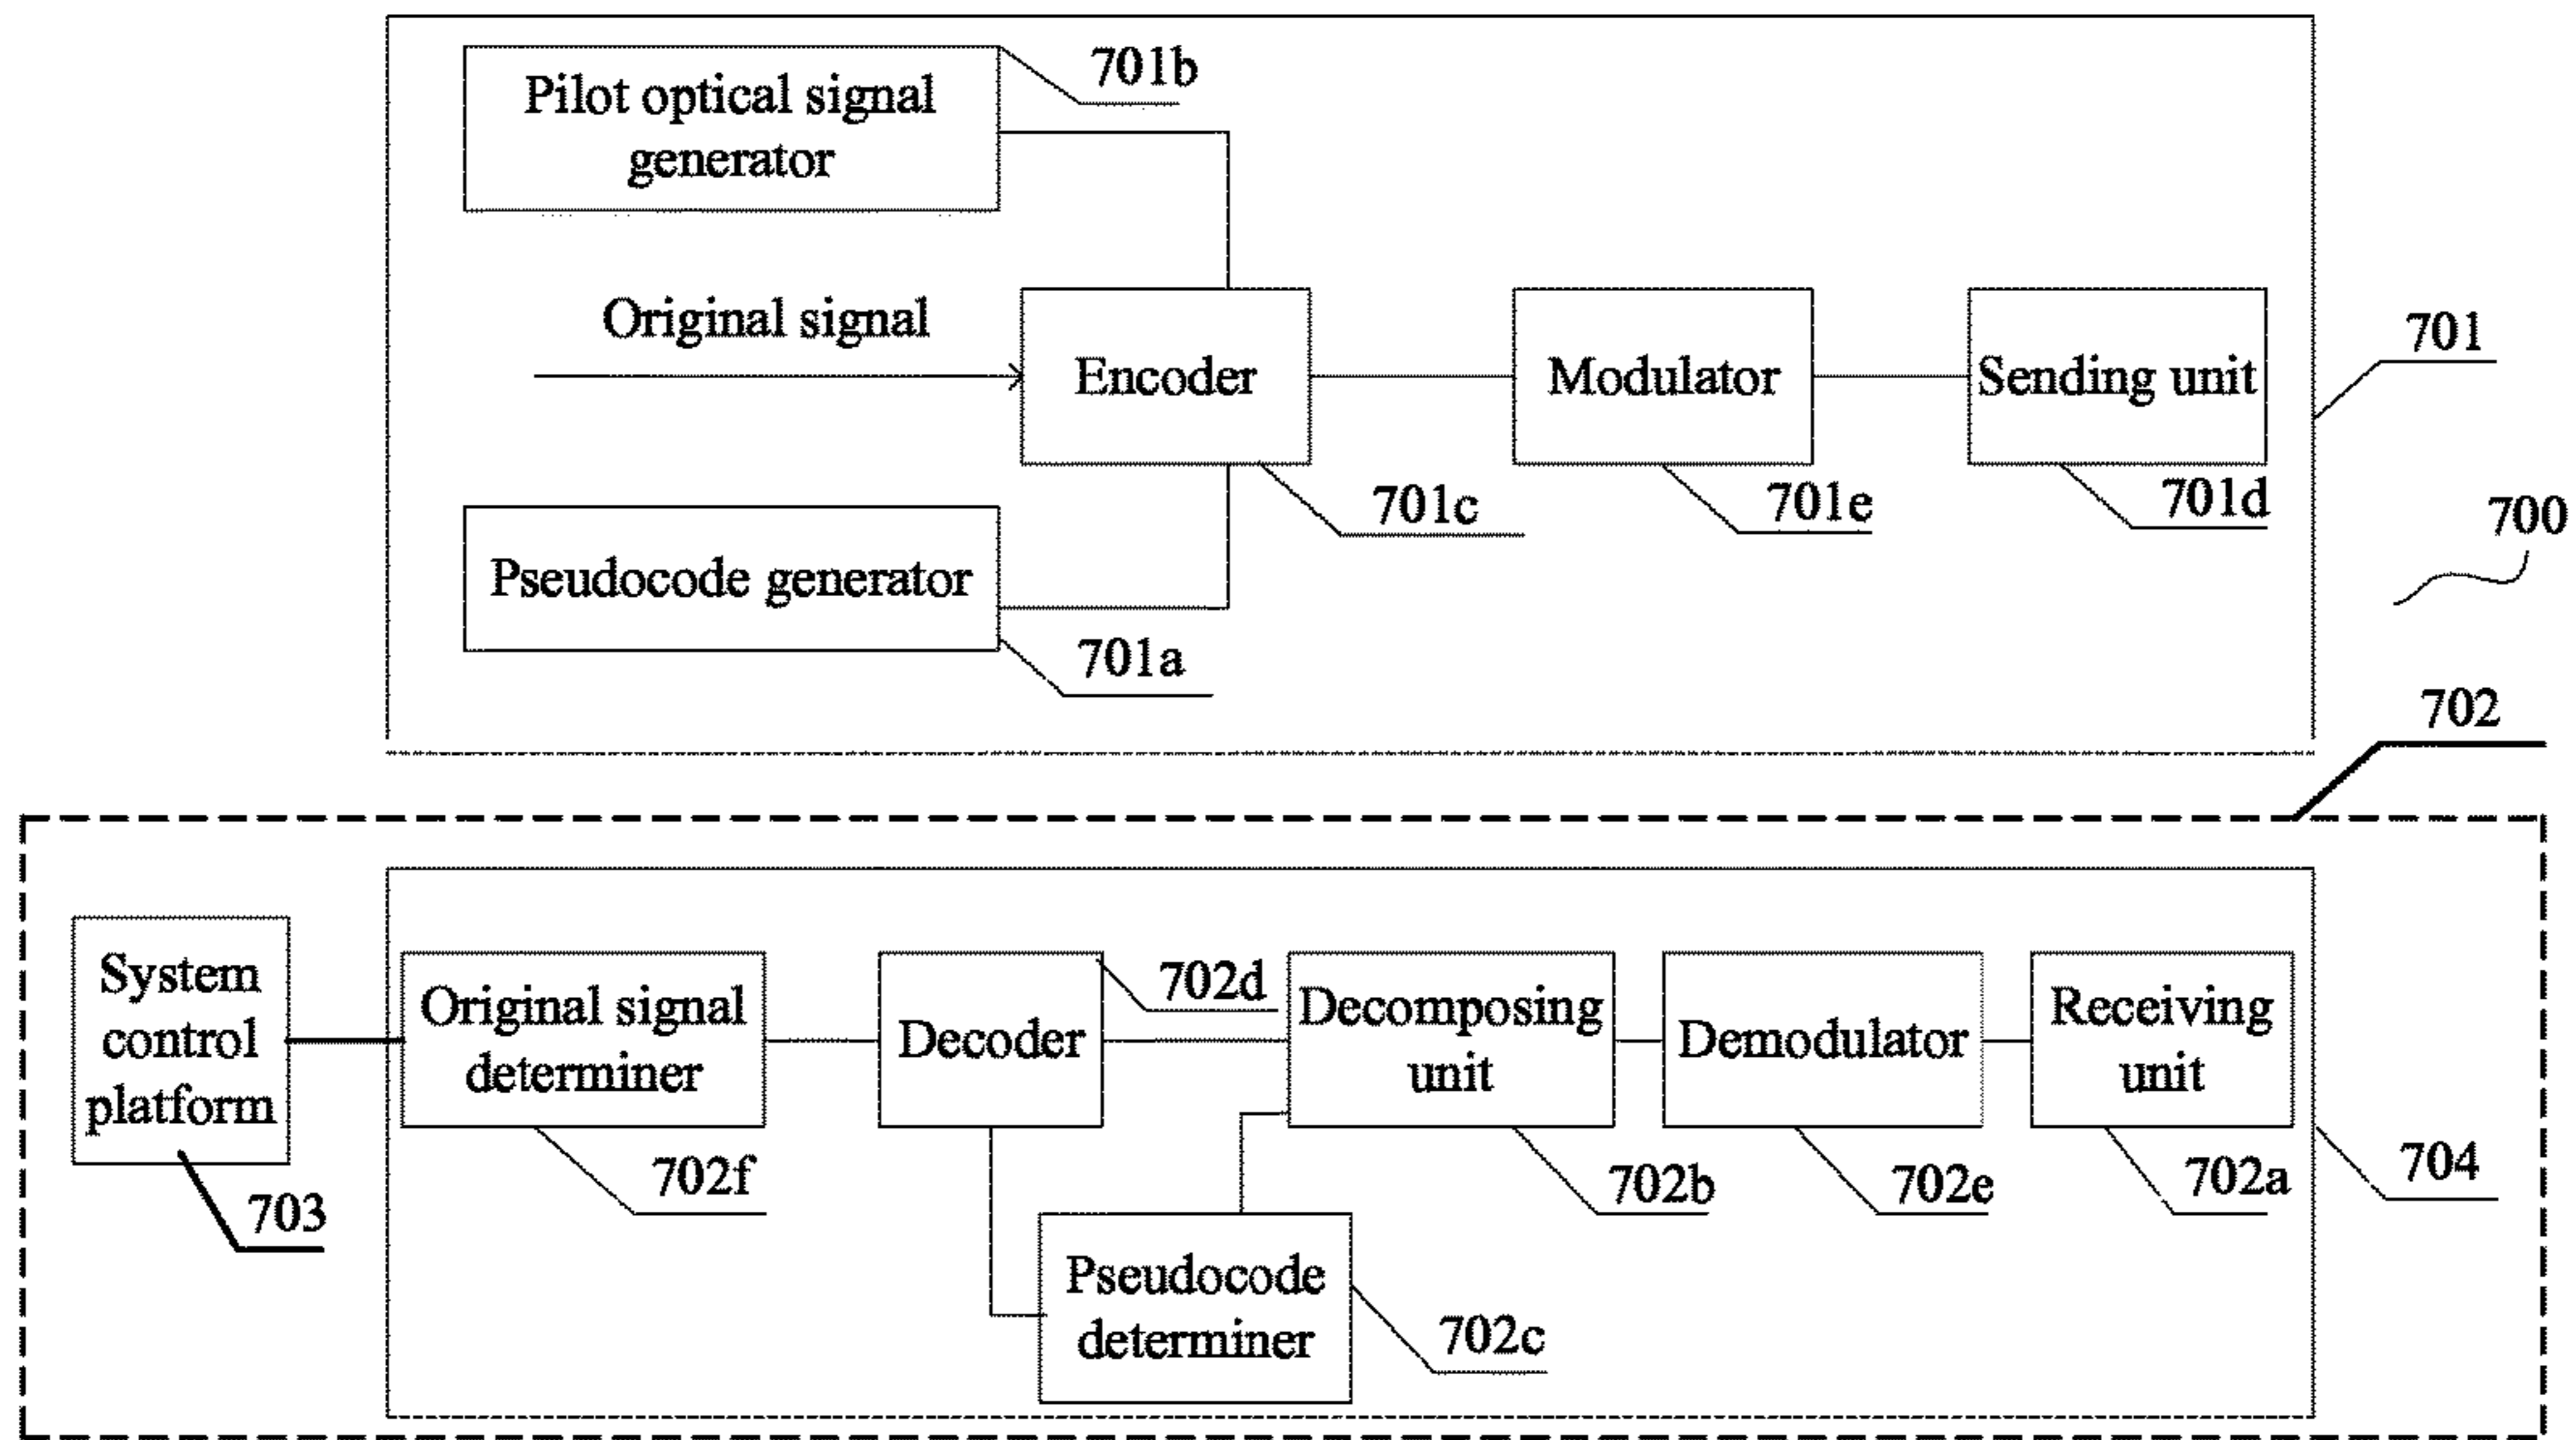 701b
Pilot optical signal
generator
Original signal
Encoder
Modulator
Sending unit
701
701c
701e
701d
700
Pseudocode generator
701a
702
System
control
platform
703
Original signal
determiner
702f
Decoder
702d
Decomposing
unit
702b
Demodulator
702e
Receiving
unit
702a
704
Pseudocode
determiner
702c